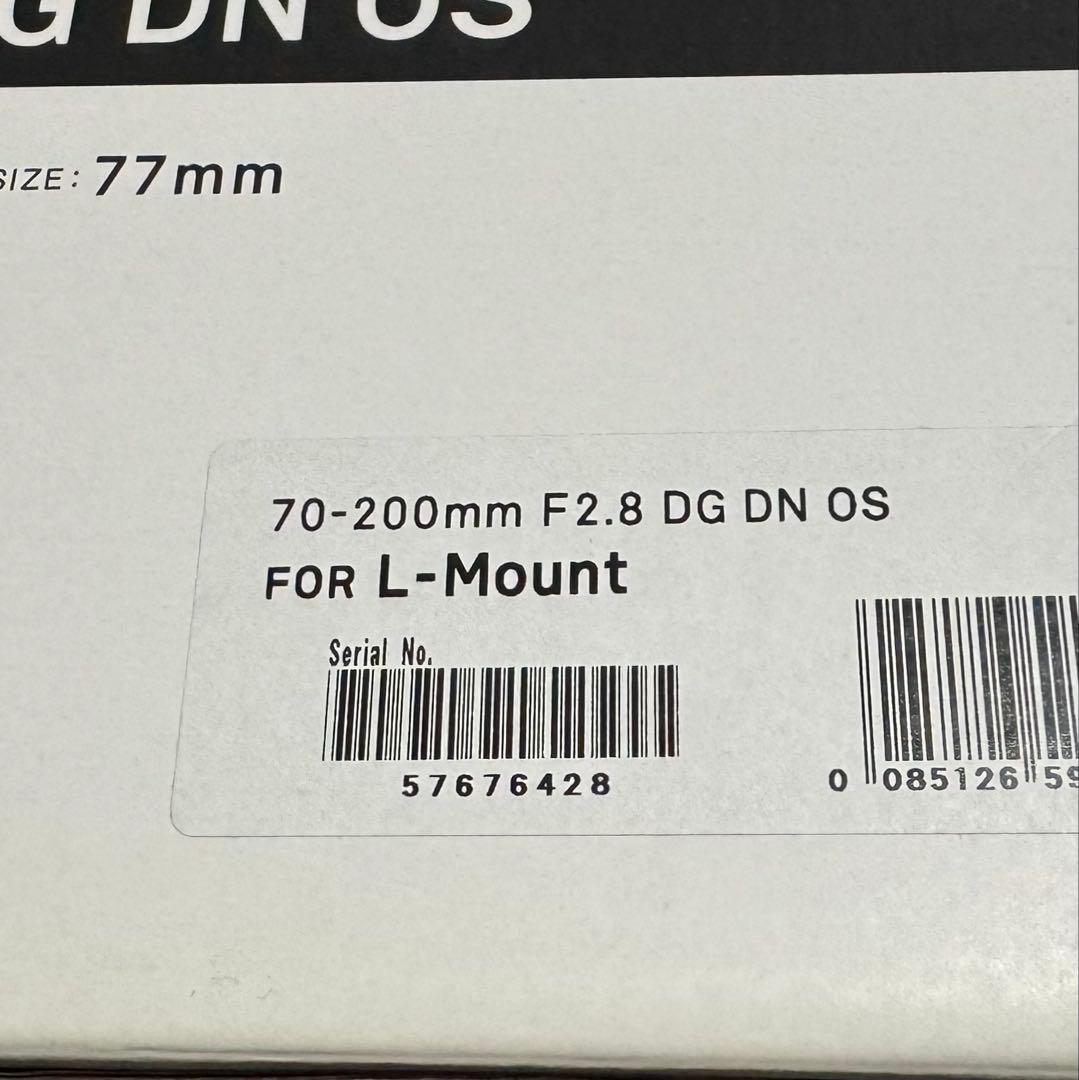 G DN OS
SIZE: 77mm
70-200mm F2.8 DG DN OS
FOR L-Mount
Serial No.
57676428
0 085126 59